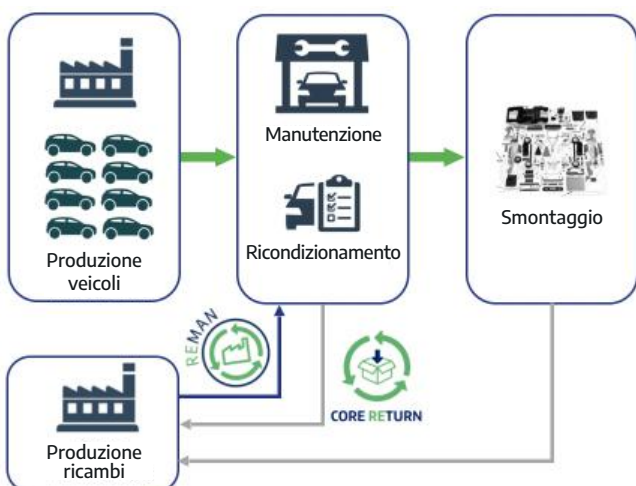 Manutenzione
Smontaggio
Ricondizionamento
Produzione
veicoli
REMAN
CORE RETURN
Produzione
ricambi